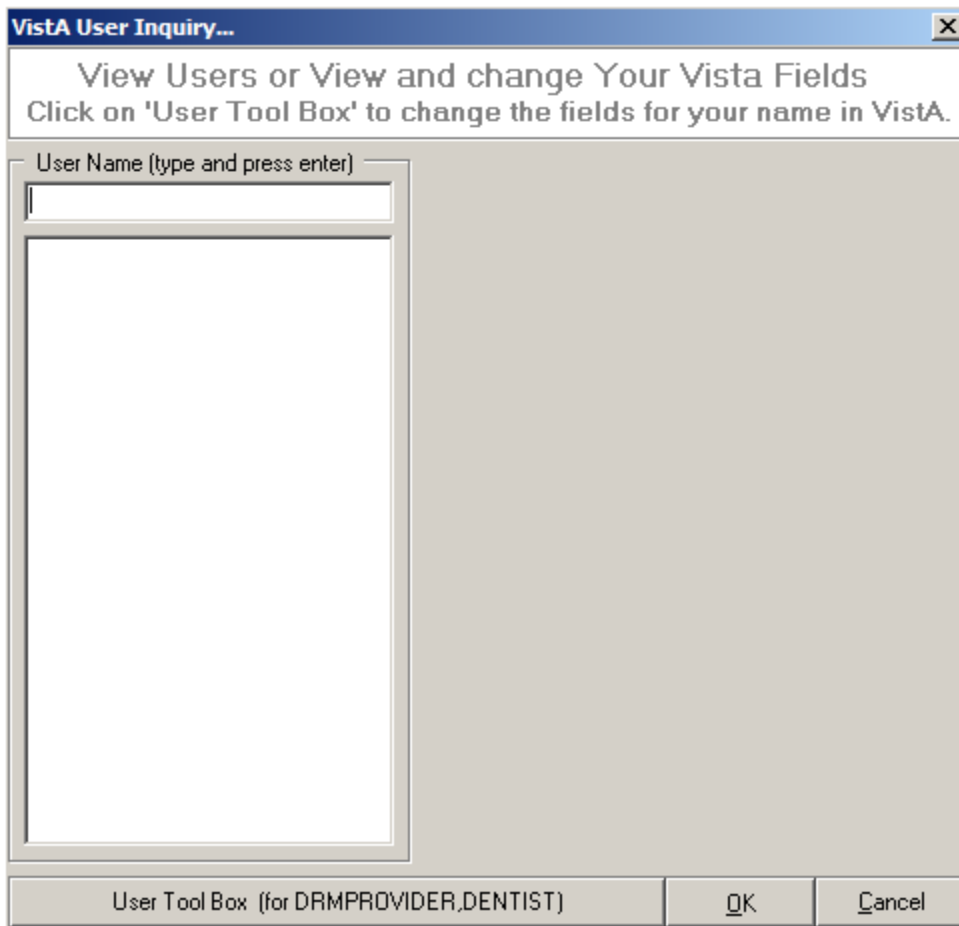 VistA User Inquiry...
View Users or View and change Your Vista Fields
Click on 'User Tool Box' to change the fields for your name in VistA.
User Name (type and press enter)
User Tool Box (for DRMPROVIDER,DENTIST)
OK
Cancel